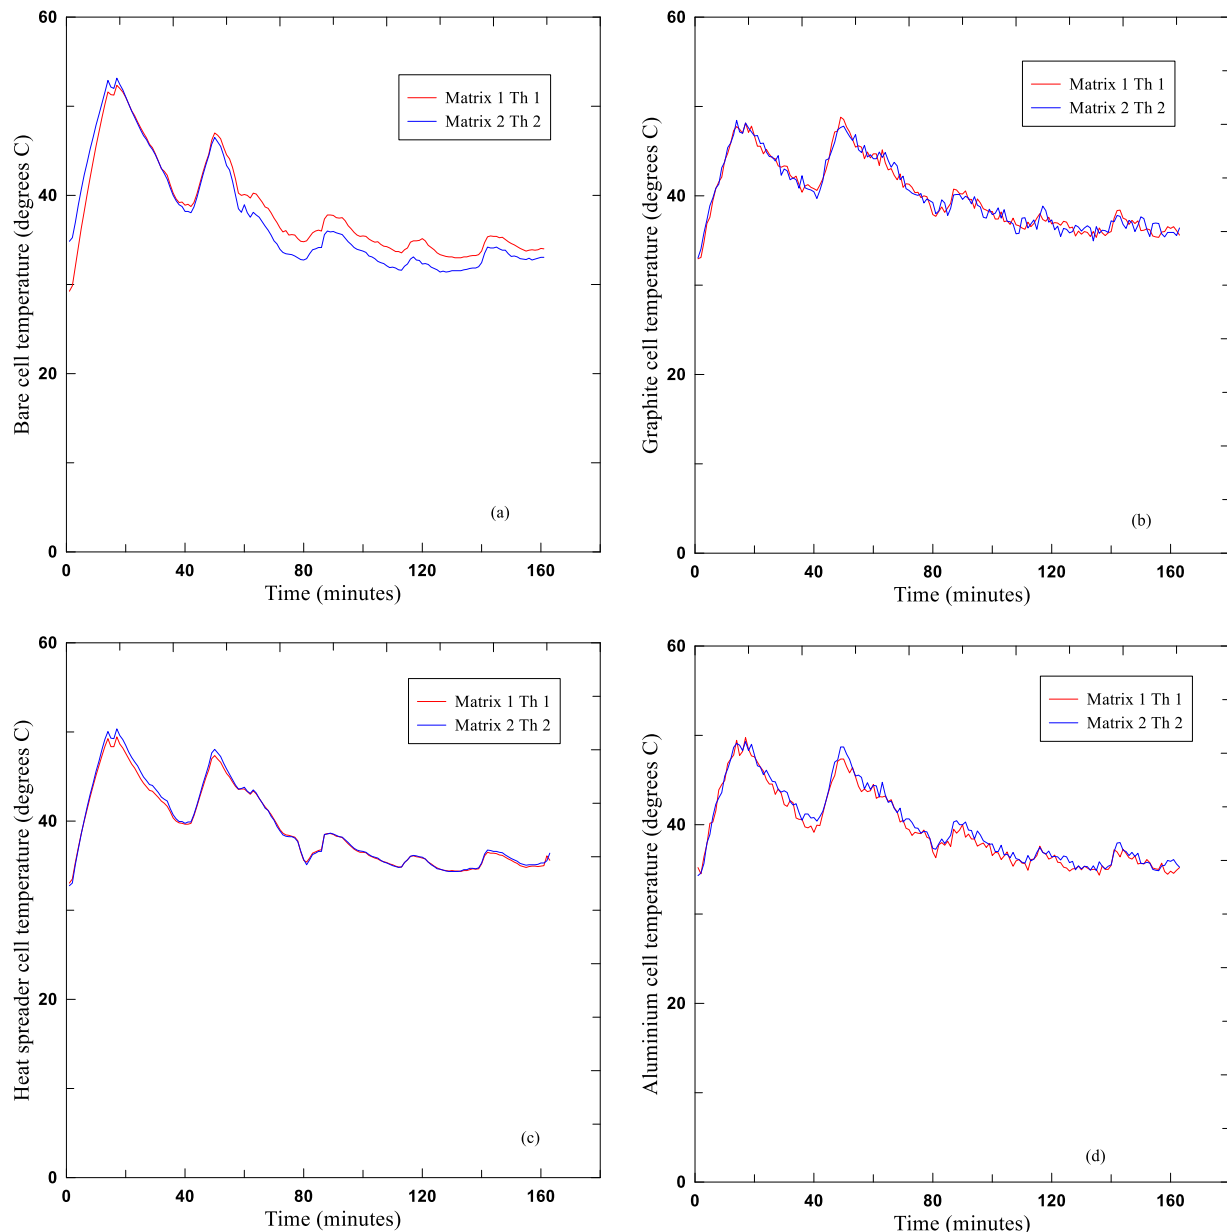 60
40
20
0
0 40 80 120 160
Bare cell temperature (degrees C)
Time (minutes)
Matrix 1 Th 1
Matrix 2 Th 2
(a)
60
40
20
0
0 40 80 120 160
Graphite cell temperature (degrees C)
Time (minutes)
Matrix 1 Th 1
Matrix 2 Th 2
(b)
60
40
20
0
0 40 80 120 160
Heat spreader cell temperature (degrees C)
Time (minutes)
Matrix 1 Th 1
Matrix 2 Th 2
(c)
60
40
20
0
0 40 80 120 160
Aluminium cell temperature (degrees C)
Time (minutes)
Matrix 1 Th 1
Matrix 2 Th 2
(d)